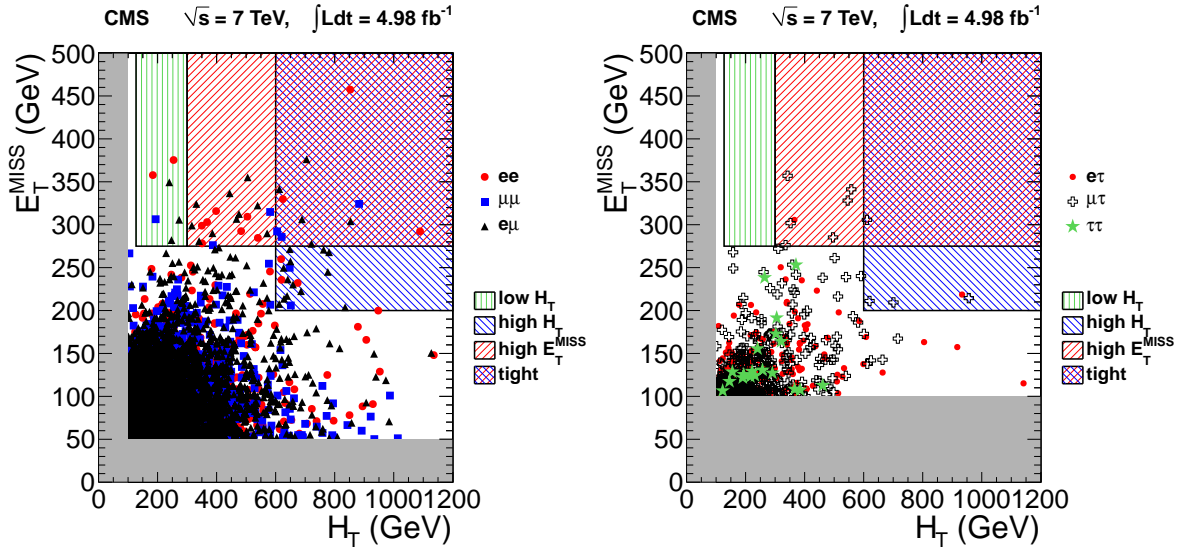 CMS √s = 7 TeV, ∫Ldt = 4.98 fb⁻¹
E_T^MISS (GeV)
500
450
400
350
300
250
200
150
100
50
0
0 200 400 600 800 1000 1200
H_T (GeV)
ee
μμ
eμ
low H_T
high H_T
high E_T^MISS
tight
CMS √s = 7 TeV, ∫Ldt = 4.98 fb⁻¹
E_T^MISS (GeV)
500
450
400
350
300
250
200
150
100
50
0
0 200 400 600 800 1000 1200
H_T (GeV)
eτ
μτ
ττ
low H_T
high H_T
high E_T^MISS
tight